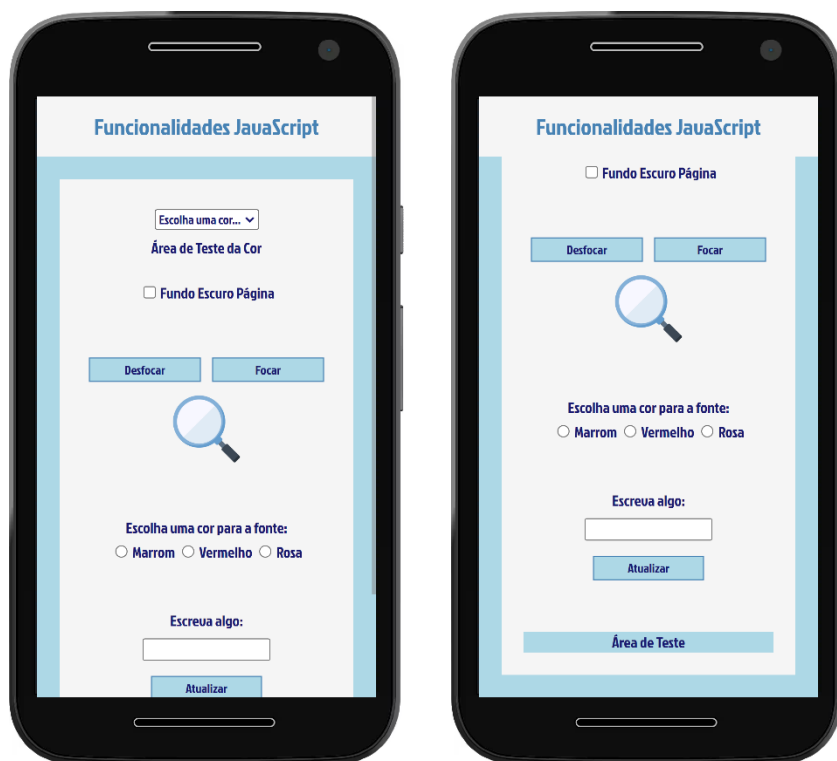 Funcionalidades JavaScript
Escolha uma cor...
Área de Teste da Cor
Fundo Escuro Página
Desfocar Focar
Escolha uma cor para a fonte:
Marrom Vermelho Rosa
Escreva algo:
Atualizar
Funcionalidades JavaScript
Fundo Escuro Página
Desfocar Focar
Escolha uma cor para a fonte:
Marrom Vermelho Rosa
Escreva algo:
Atualizar
Área de Teste